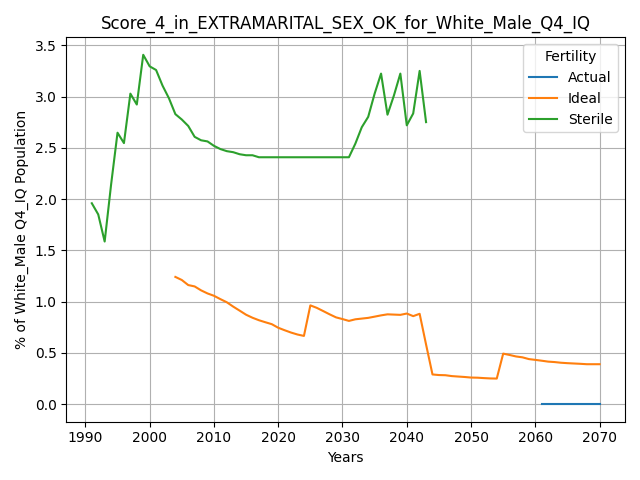 Score_4_in_EXTRAMARITAL_SEX_OK_for_White_Male_Q4_IQ
% of White_Male Q4_IQ Population
3.5
3.0
2.5
2.0
1.5
1.0
0.5
0.0
Fertility
Actual
Ideal
Sterile
1990 2000 2010 2020 2030 2040 2050 2060 2070
Years